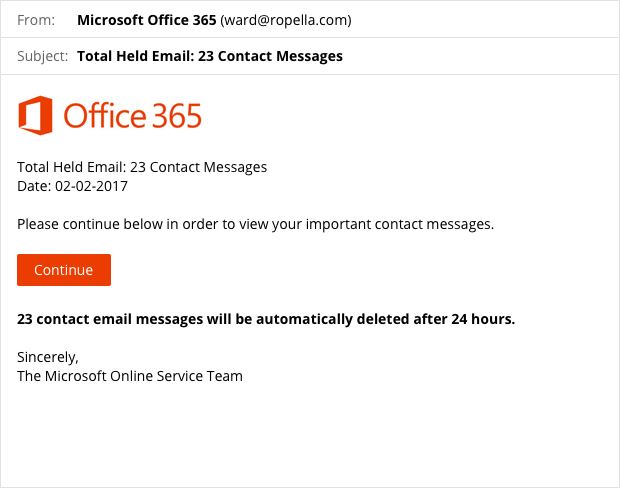 From: Microsoft Office 365 (ward@ropella.com)
Subject: Total Held Email: 23 Contact Messages
Office 365
Total Held Email: 23 Contact Messages
Date: 02-02-2017
Please continue below in order to view your important contact messages.
Continue
23 contact email messages will be automatically deleted after 24 hours.
Sincerely,
The Microsoft Online Service Team